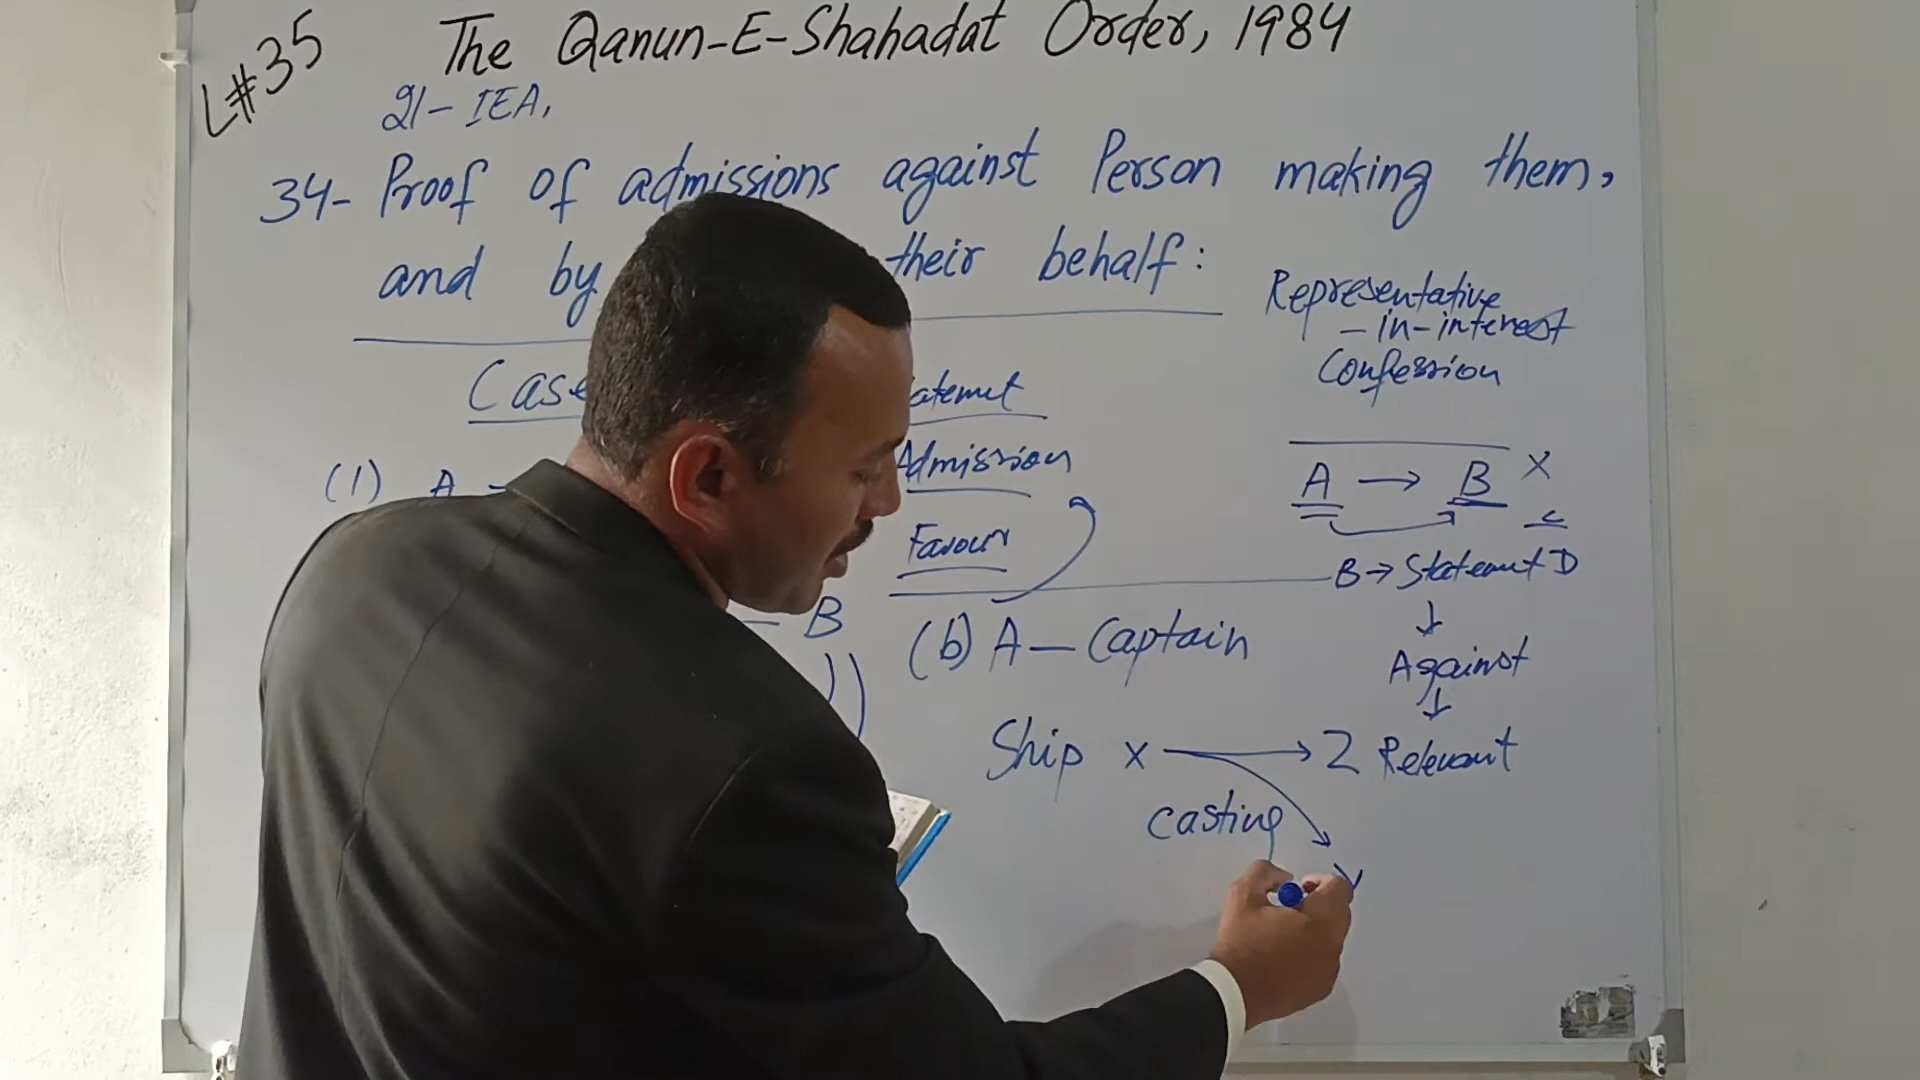 L#35
The Qanun-E-Shahadat Order, 1984
21- IEA,
34- Proof of admissions against Person making them,
and by their behalf:
Representative
-in-interest
Confession
Case
(1) A -
Admission
Favour
A → B X
B → Statement D
↓
Against
↓
Relevant
B
(b) A - Captain
Ship X → Z
casting
Y